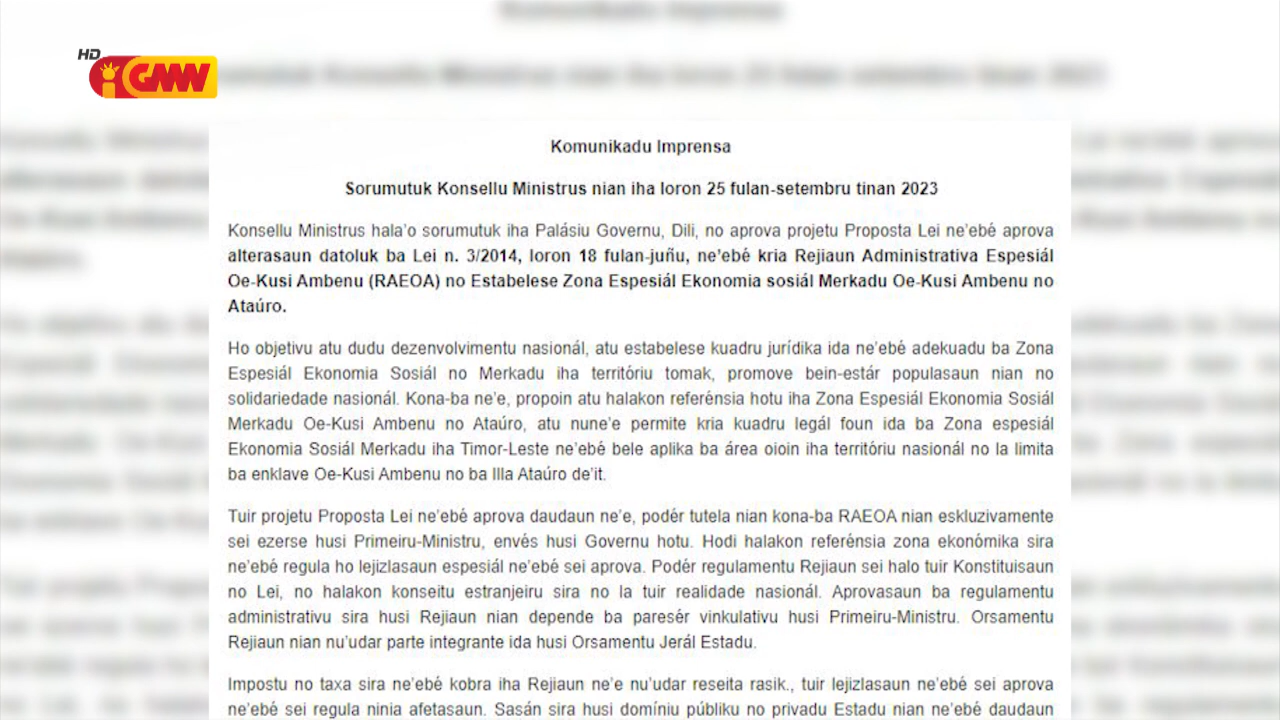 HD
GMN
Komunikadu Imprensa
Sorumutuk Konsellu Ministrus nian iha loron 25 fulan-setembru tinan 2023
Konsellu Ministrus hala’o sorumutuk iha Palásiu Governu, Dili, no aprova projetu Proposta Lei ne’ebé aprova
alterasaun datoluk ba Lei n. 3/2014, loron 18 fulan-juñu, ne’ebé kria Rejiaun Administrativa Espesiál
Oe-Kusi Ambenu (RAEOA) no Estabelese Zona Espesiál Ekonomia sosiál Merkadu Oe-Kusi Ambenu no
Ataúro.
Ho objetivu atu dudu dezenvolvimentu nasionál, atu estabelese kuadru jurídika ida ne’ebé adekuadu ba Zona
Espesiál Ekonomia Sosiál no Merkadu iha territóriu tomak, promove bein-estár populasaun nian no
solidariedade nasionál. Kona-ba ne’e, propoin atu halakon referénsia hotu iha Zona Espesiál Ekonomia Sosiál
Merkadu Oe-Kusi Ambenu no Ataúro, atu nune’e permite kria kuadru legál foun ida ba Zona espesiál
Ekonomia Sosiál Merkadu iha Timor-Leste ne’ebé bele aplika ba área oioin iha territóriu nasionál no la limita
ba enklave Oe-Kusi Ambenu no ba Illa Ataúro de’it.
Tuir projetu Proposta Lei ne’ebé aprova daudaun ne’e, podér tutela nian kona-ba RAEOA nian eskluzivamente
sei ezerse husi Primeiru-Ministru, envés husi Governu hotu. Hodi halakon referénsia zona ekonómika sira
ne’ebé regula ho lejizlasaun espesiál ne’ebé sei aprova. Podér regulamentu Rejiaun sei halo tuir Konstituisaun
no Lei, no halakon konseitu estranjeiru sira no la tuir realidade nasionál. Aprovasaun ba regulamentu
administrativu sira husi Rejiaun nian depende ba paresér vinkulativu husi Primeiru-Ministru. Orsamentu
Rejiaun nian nu’udar parte integrante ida husi Orsamentu Jerál Estadu.
Impostu no taxa sira ne’ebé kobra iha Rejiaun ne’e nu’udar reseita rasik., tuir lejizlasaun ne’ebé sei aprova
ne’ebé sei regula ninia afetasaun. Sasán sira husi domíniu públiku no privadu Estadu nian ne’ebé daudaun